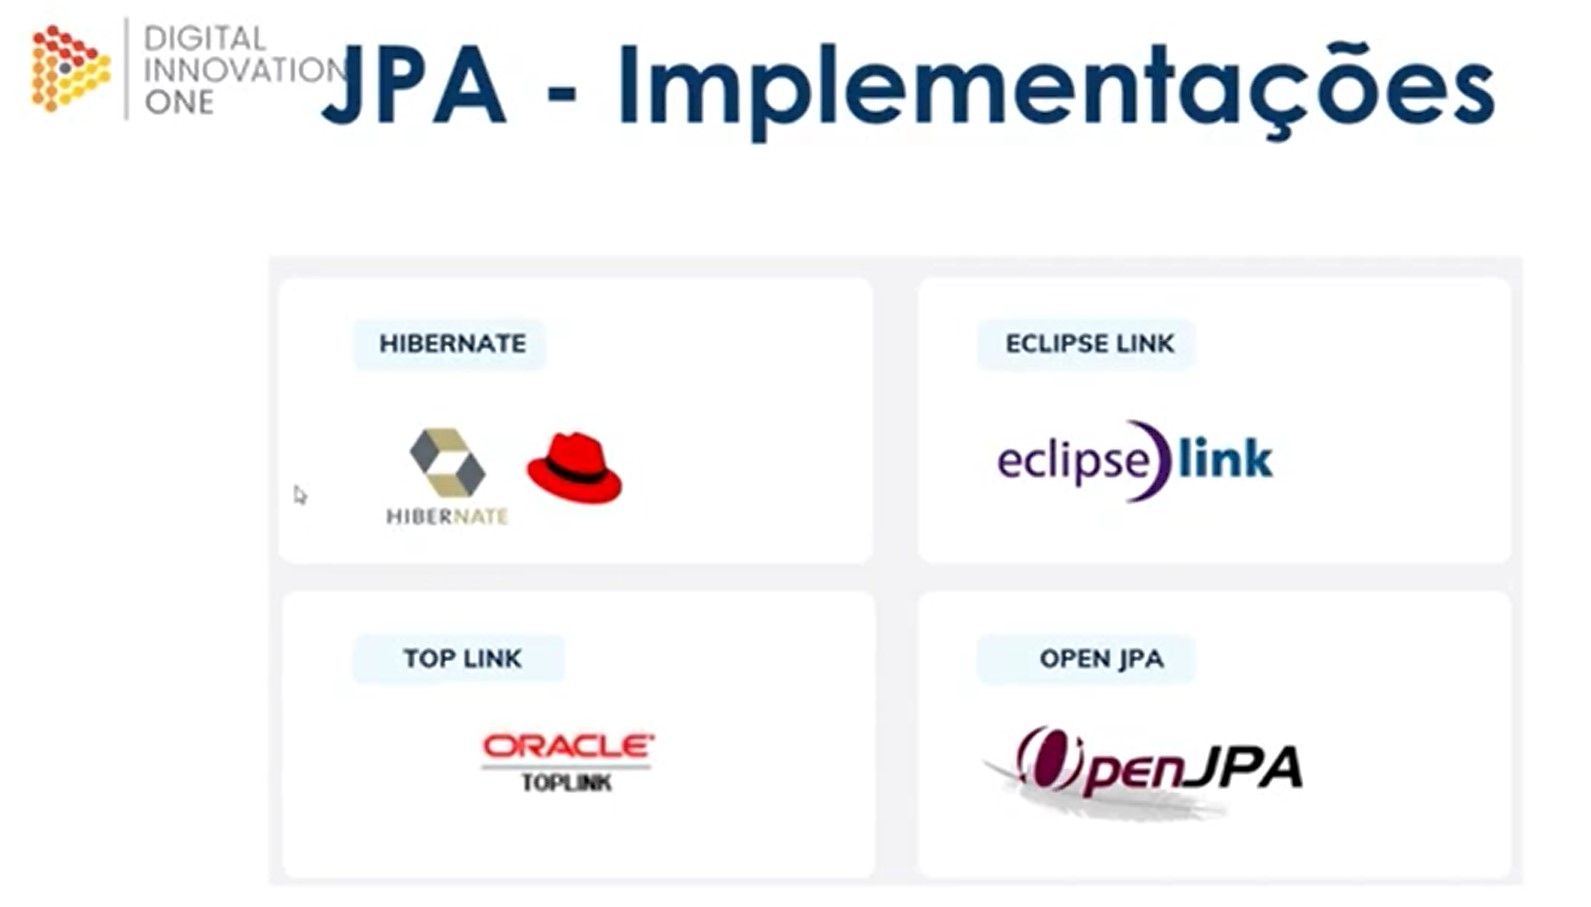 DIGITAL
INNOVATION
ONE
JPA - Implementações
HIBERNATE
HIBERNATE
ECLIPSE LINK
eclipse link
TOP LINK
ORACLE
TOPLINK
OPEN JPA
OpenJPA